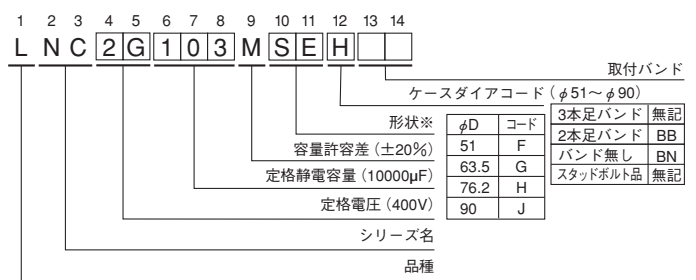 1 2 3 4 5 6 7 8 9 10 11 12 13 14
L N C 2 G 1 0 3 M S E H
取付バンド
ケースダイアコード(φ51〜φ90)
3本足バンド 無記
2本足バンド BB
バンド無し BN
スタッドボルト品 無記
形状※
φD コード
51 F
63.5 G
76.2 H
90 J
容量許容差(±20%)
定格静電容量(10000µF)
定格電圧(400V)
シリーズ名
品種